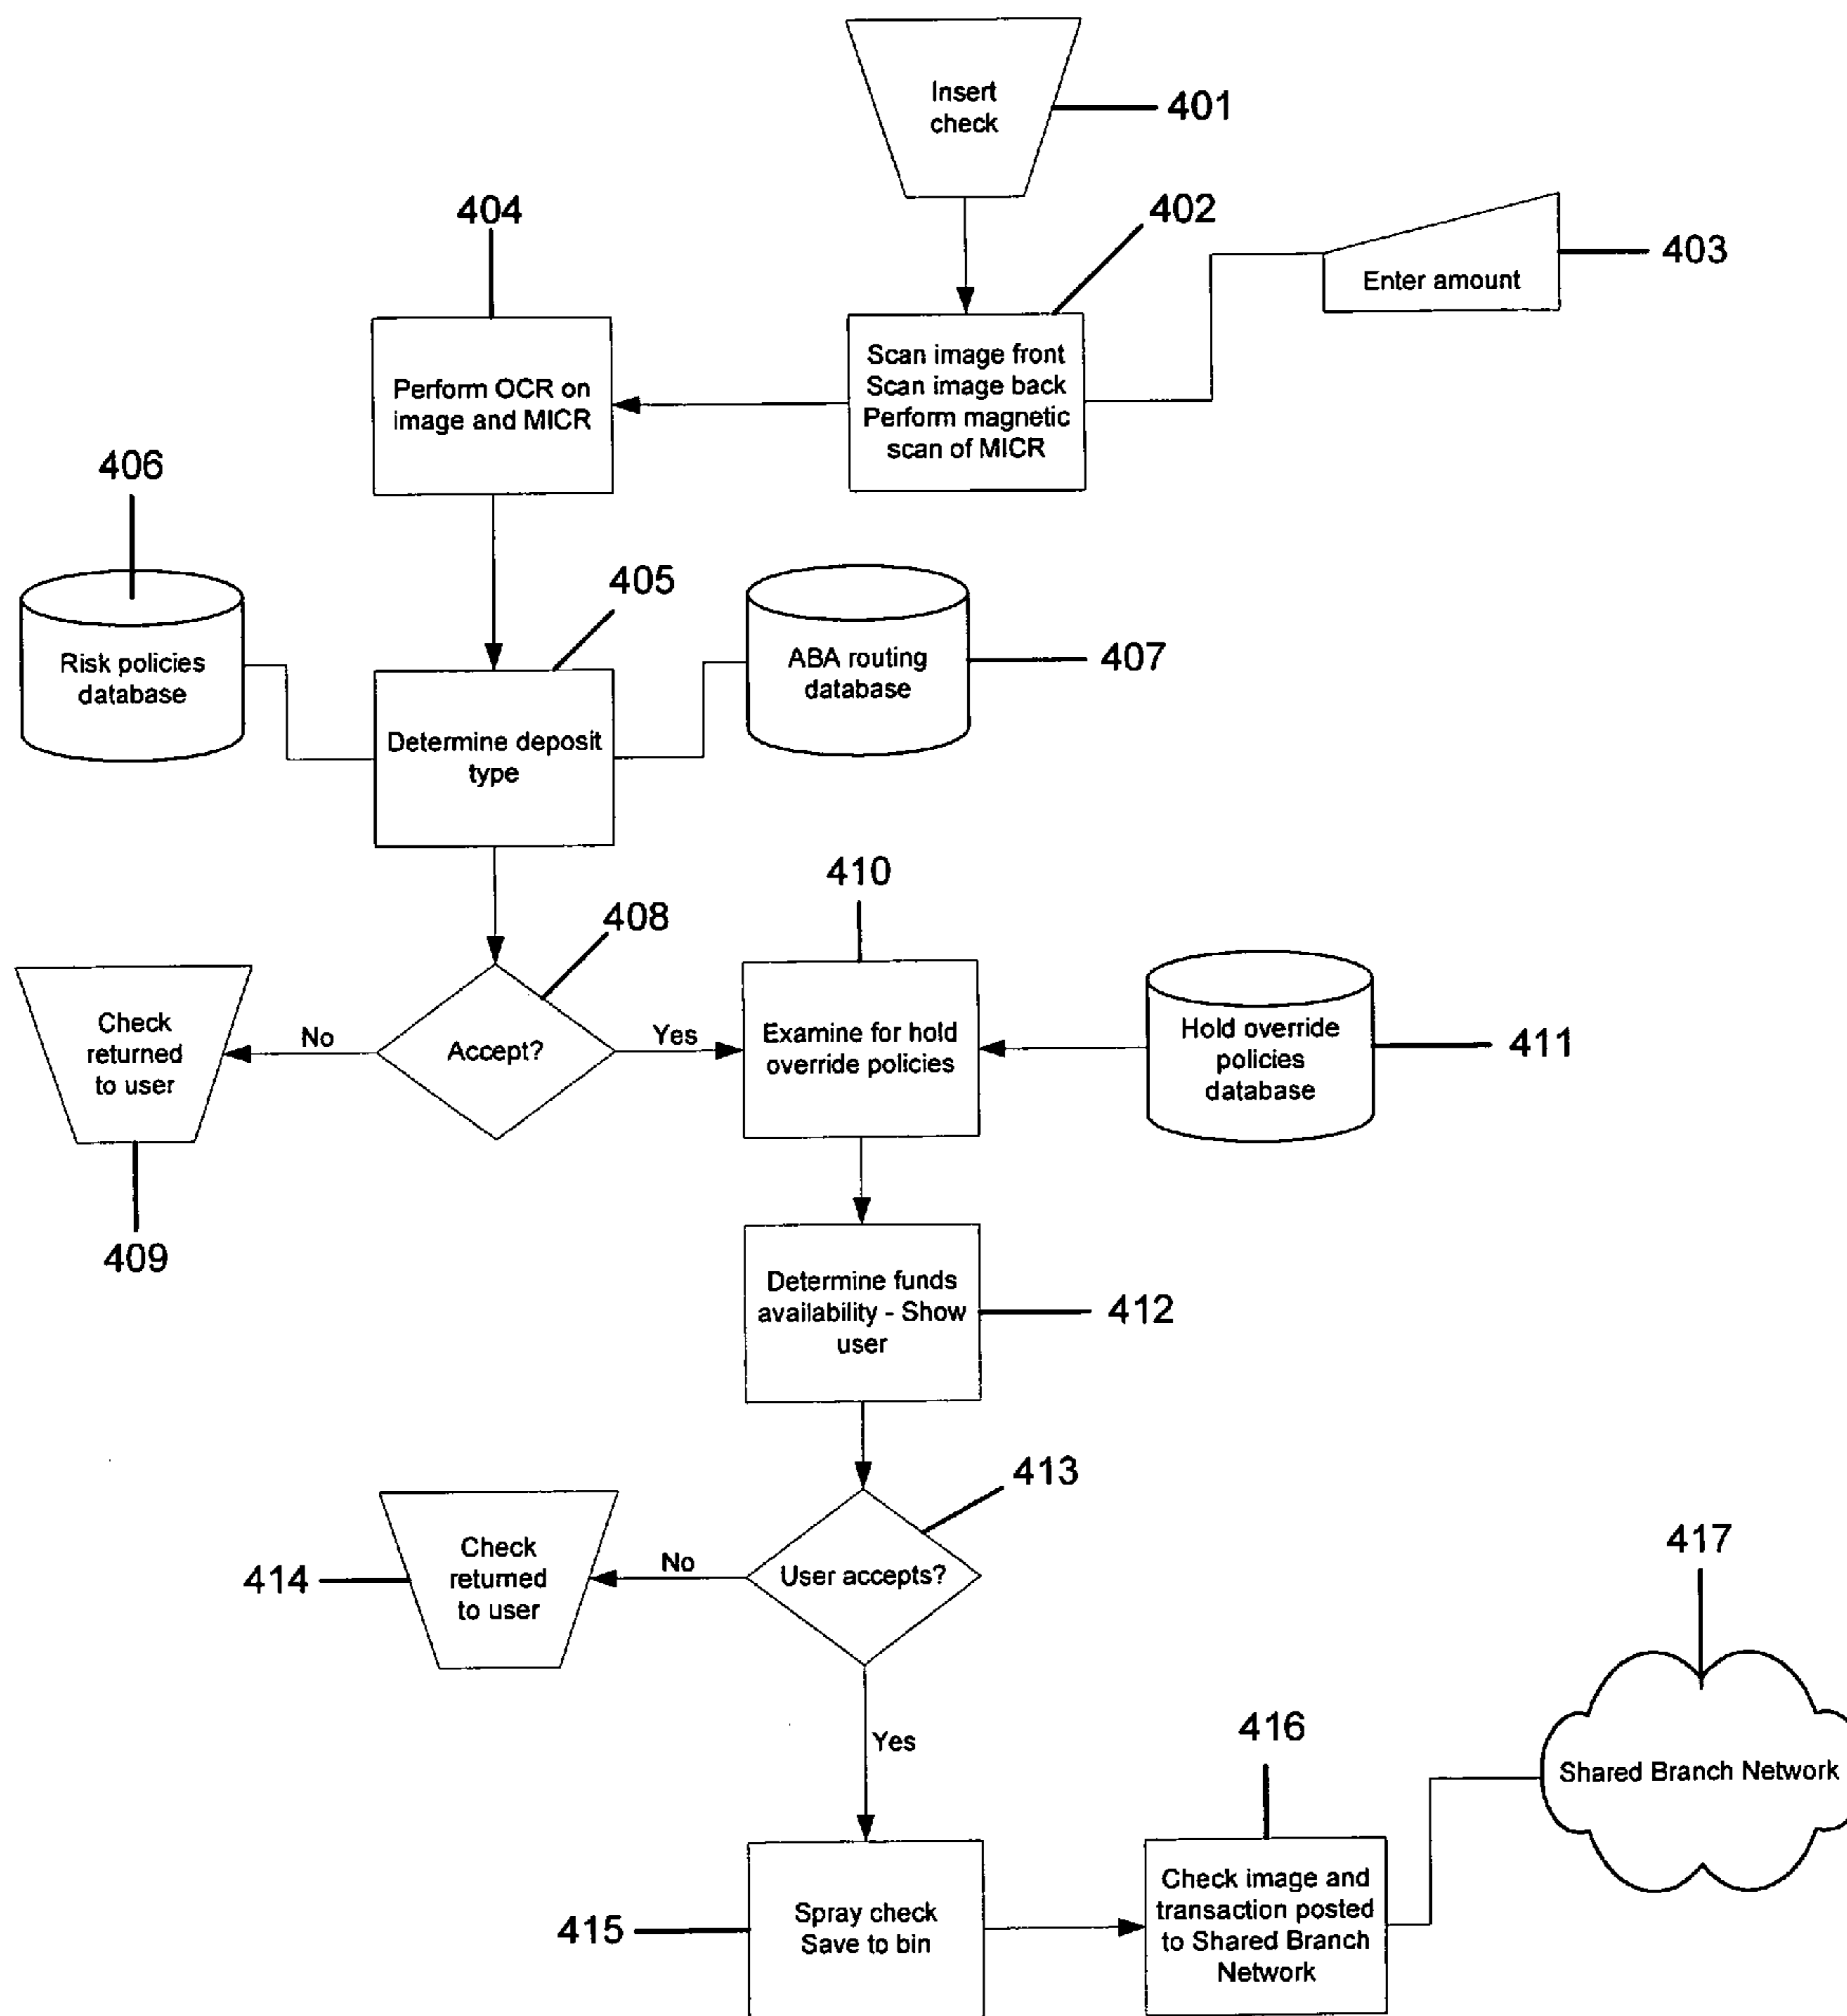 Insert
check
401
404
402
403
Enter amount
Perform OCR on
image and MICR
Scan image front
Scan image back
Perform magnetic
scan of MICR
406
405
Risk policies
database
ABA routing
database
407
Determine deposit
type
410
408
Check
returned
to user
No
Accept?
Yes
Examine for hold
override policies
Hold override
policies
database
411
409
Determine funds
availability - Show
user
412
413
414
Check
returned
to user
No
User accepts?
417
Yes
416
Shared Branch Network
415
Spray check
Save to bin
Check image and
transaction posted
to Shared Branch
Network